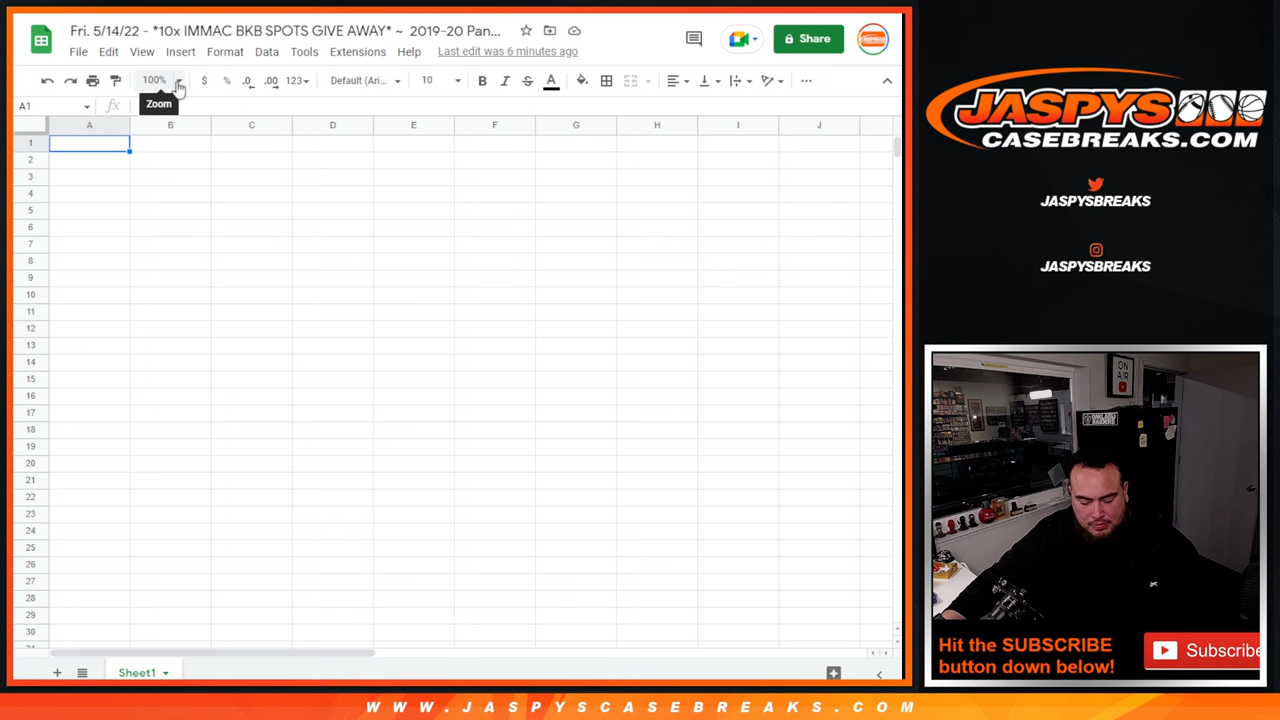 Fri. 5/14/22 - *10x IMMAC BKB SPOTS GIVE AWAY* ~ 2019-20 Pan...
File Edit View Insert Format Data Tools Extensions Help Last edit was 6 minutes ago
Share
100% $ % .0 .00 123 Default (Ari... 10 B I S A
Zoom
A1 fx
A B C D E F G H I J
1
2
3
4
5
6
7
8
9
10
11
12
13
14
15
16
17
18
19
20
21
22
23
24
25
26
27
28
29
30
Sheet1
JASPYS
CASEBREAKS.COM
JASPYSBREAKS
JASPYSBREAKS
ON
AIR
OAKLAND
RAIDERS
Hit the SUBSCRIBE
button down below!
Subscribe
WWW.JASPYSCASEBREAKS.COM